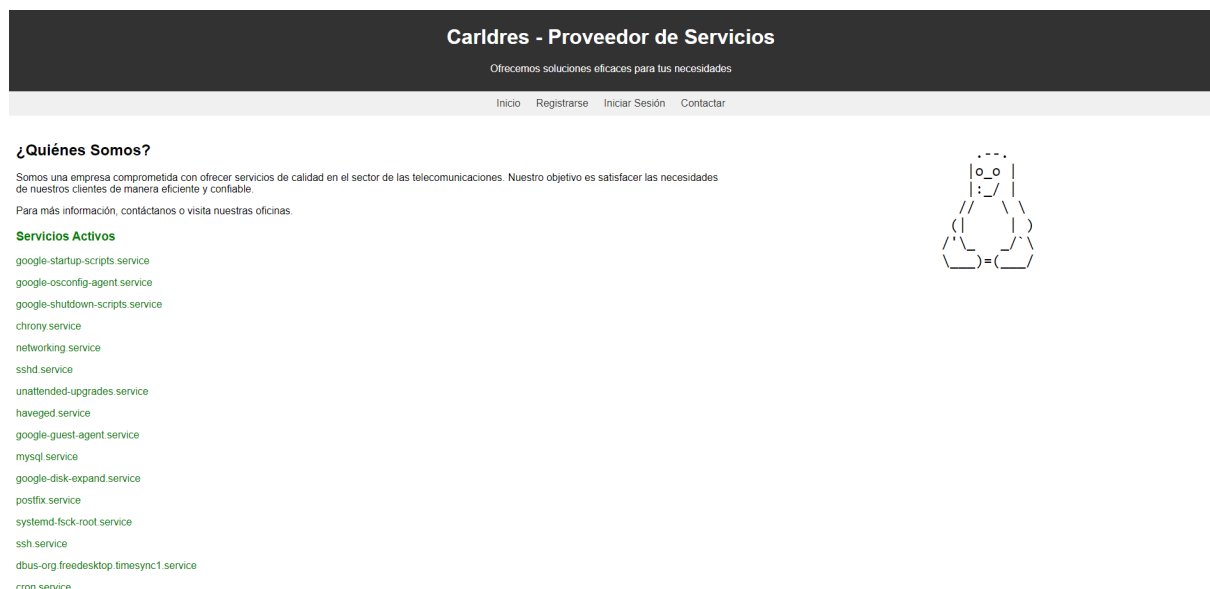 Carldres - Proveedor de Servicios
Ofrecemos soluciones eficaces para tus necesidades
Inicio Registrarse Iniciar Sesión Contactar
¿Quiénes Somos?
Somos una empresa comprometida con ofrecer servicios de calidad en el sector de las telecomunicaciones. Nuestro objetivo es satisfacer las necesidades
de nuestros clientes de manera eficiente y confiable.
Para más información, contáctanos o visita nuestras oficinas.
Servicios Activos
google-startup-scripts.service
google-osconfig-agent.service
google-shutdown-scripts.service
chrony.service
networking.service
sshd.service
unattended-upgrades.service
haveged.service
google-guest-agent.service
mysql.service
google-disk-expand.service
postfix.service
systemd-fsck-root.service
ssh.service
dbus-org.freedesktop.timesync1.service
cron.service
.--.
|o_o |
|:_/ |
//   \ \
(|     | )
/'\_   _/`\
\___)=(___/